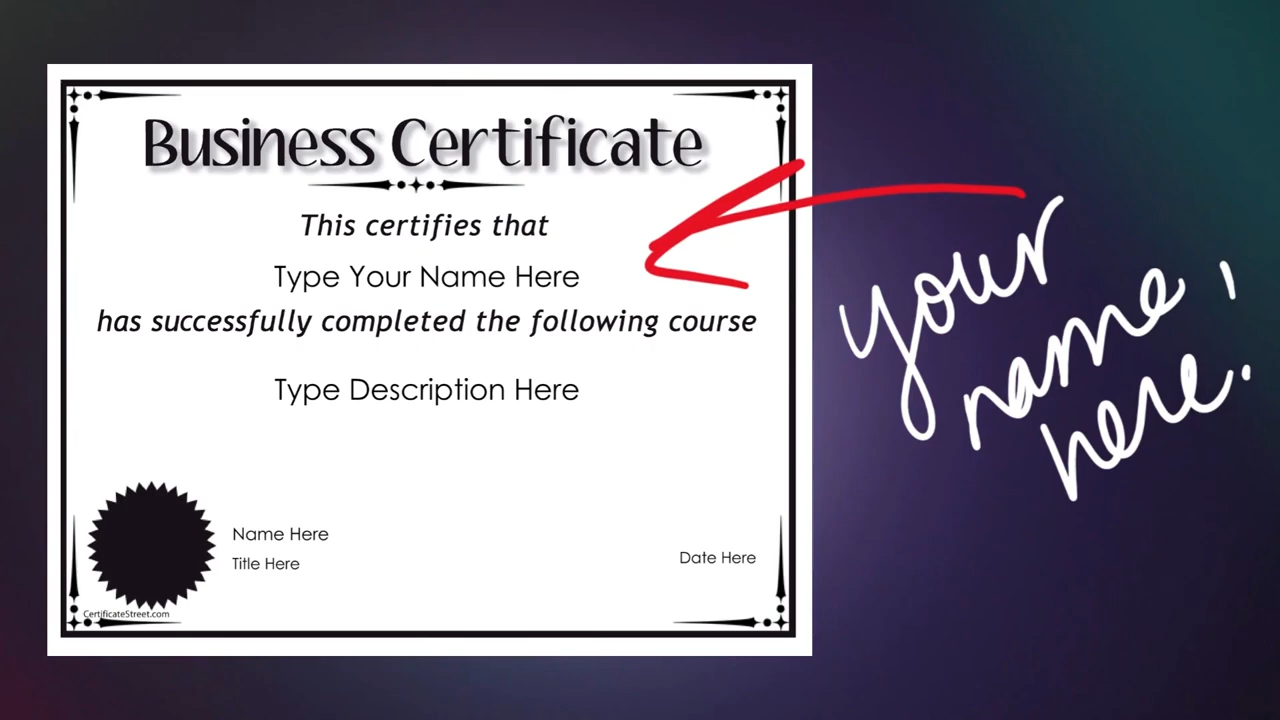 Business Certificate
This certifies that
Type Your Name Here
has successfully completed the following course
Type Description Here
Name Here
Title Here
Date Here
CertificateStreet.com
your
name,
here.